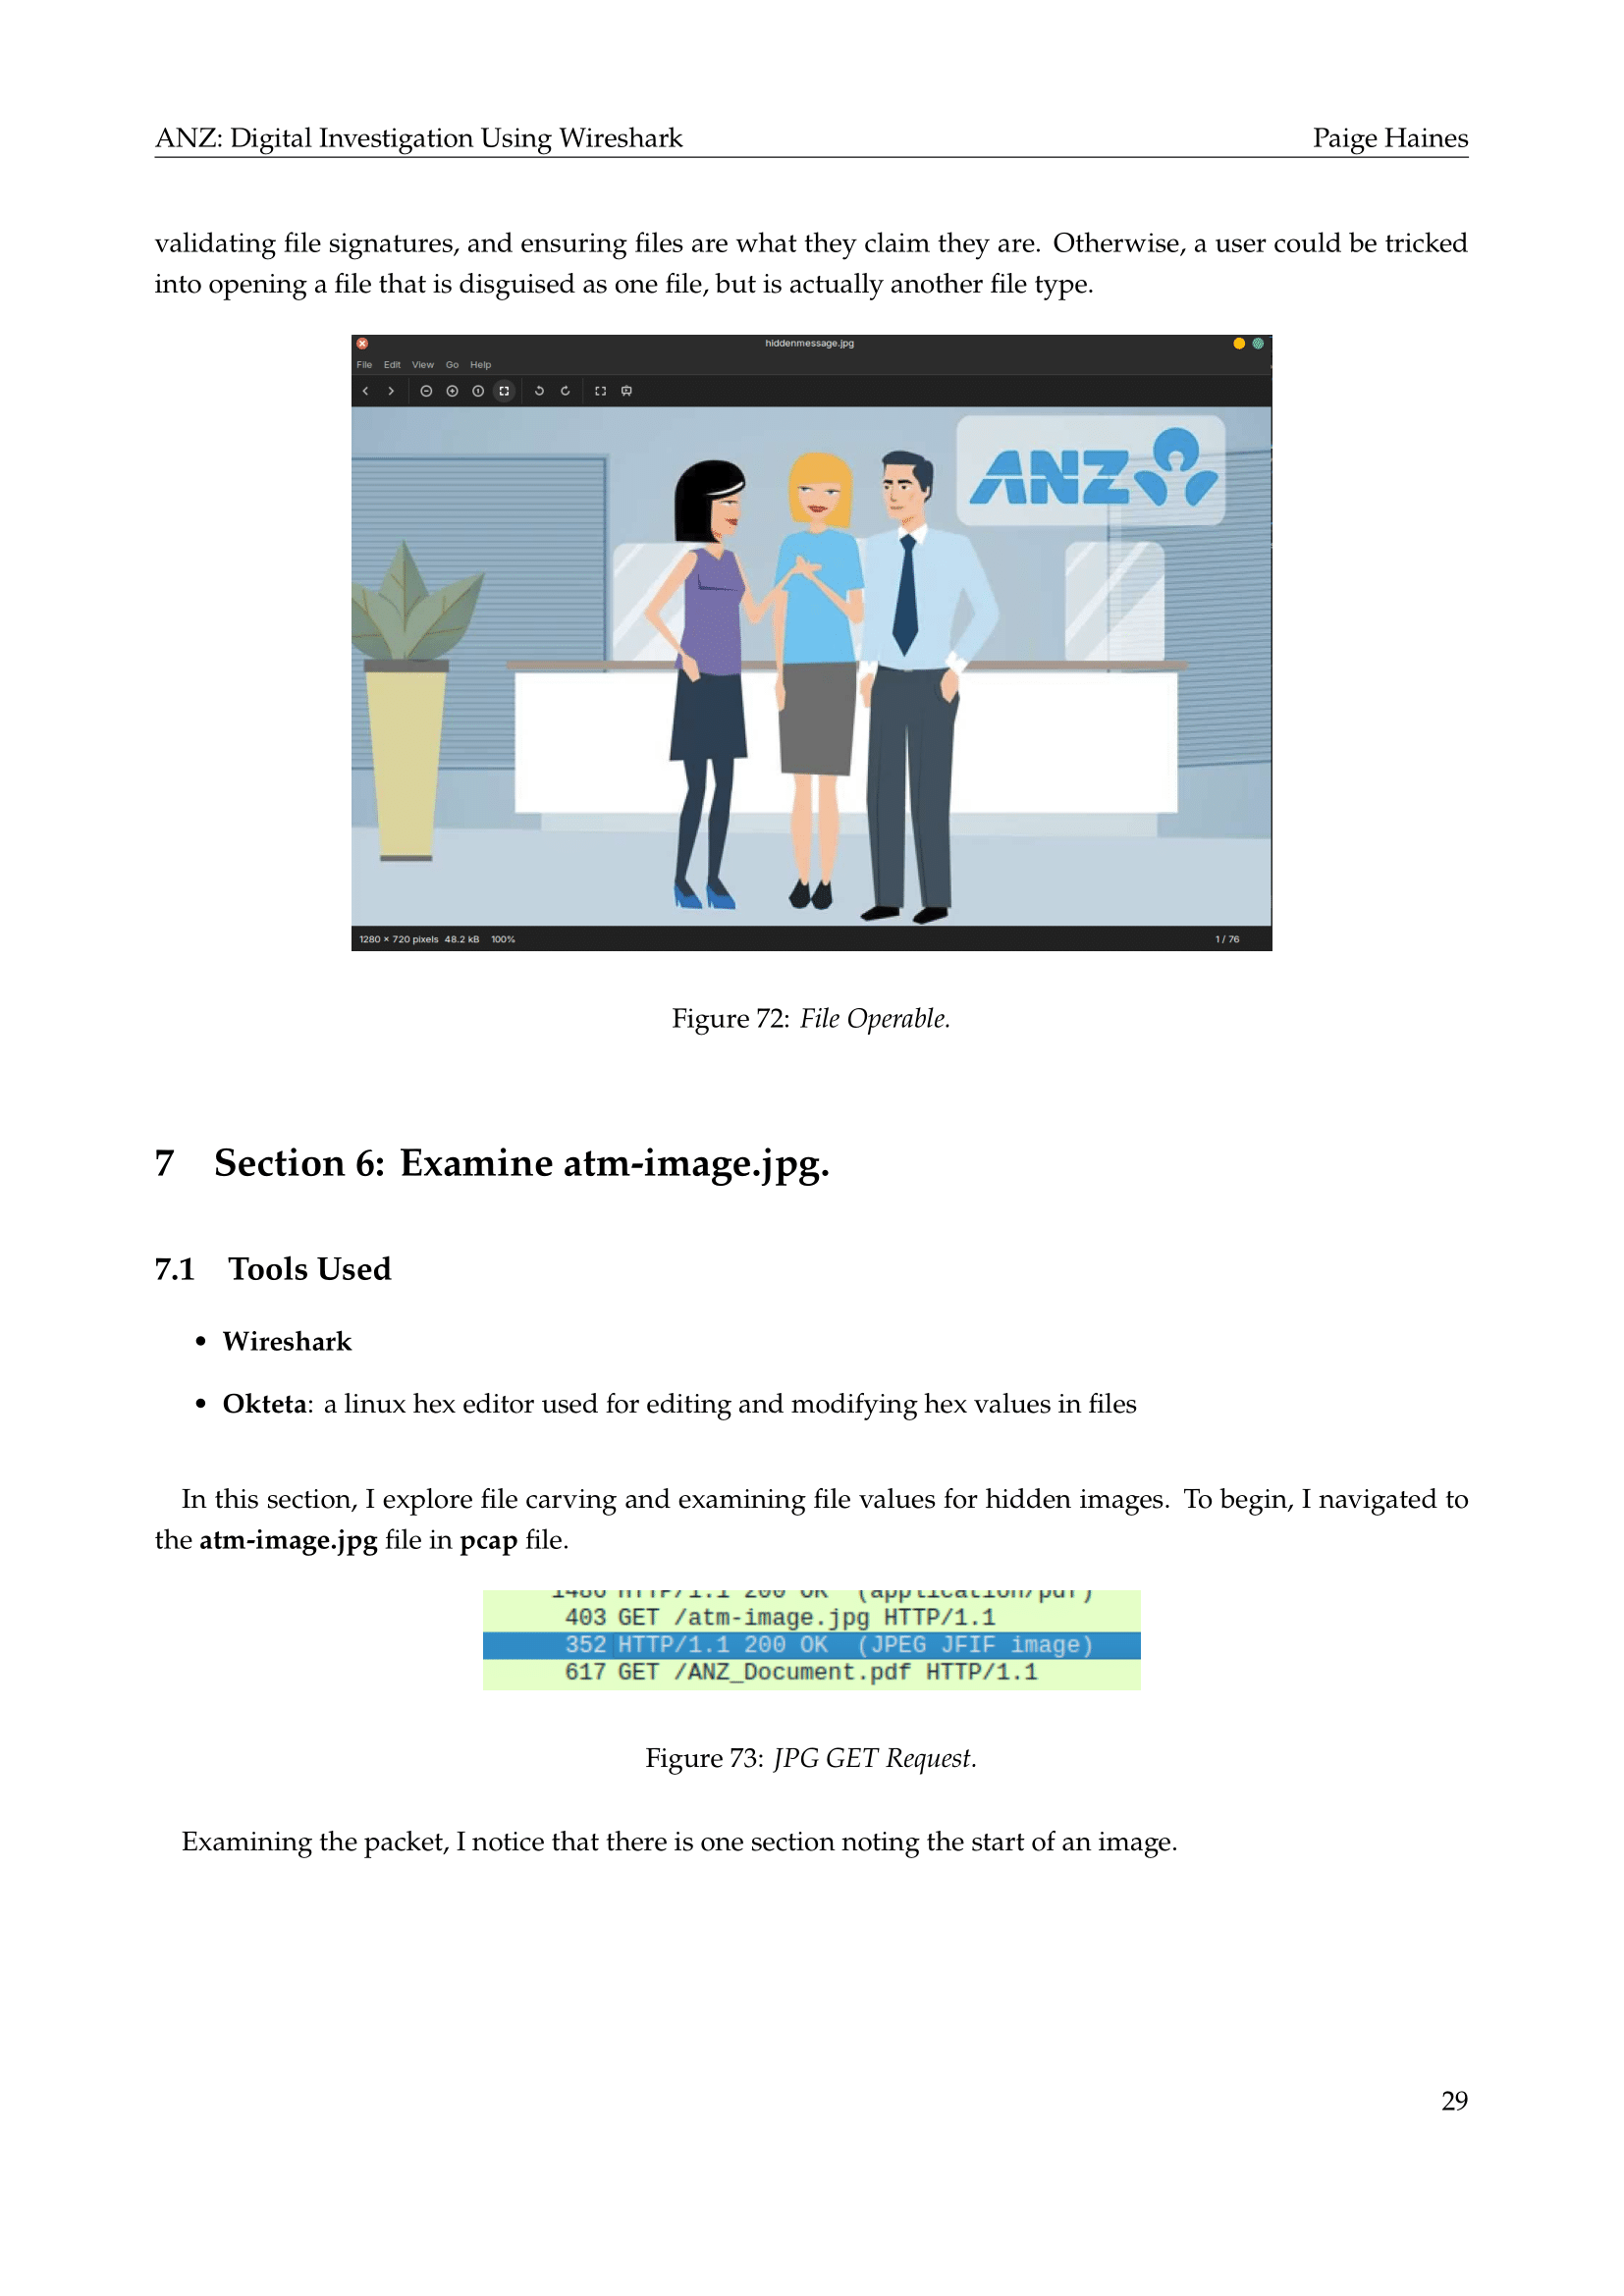 ANZ: Digital Investigation Using Wireshark Paige Haines
validating file signatures, and ensuring files are what they claim they are. Otherwise, a user could be tricked
into opening a file that is disguised as one file, but is actually another file type.
hiddenmessage.jpg
File Edit View Go Help
ANZ
1280 × 720 pixels 48.2 kB 100% 1 / 76
Figure 72: File Operable.
7 Section 6: Examine atm-image.jpg.
7.1 Tools Used
• Wireshark
• Okteta: a linux hex editor used for editing and modifying hex values in files
In this section, I explore file carving and examining file values for hidden images. To begin, I navigated to
the atm-image.jpg file in pcap file.
1486 HTTP/1.1 200 OK (application/pdf)
403 GET /atm-image.jpg HTTP/1.1
352 HTTP/1.1 200 OK (JPEG JFIF image)
617 GET /ANZ_Document.pdf HTTP/1.1
Figure 73: JPG GET Request.
Examining the packet, I notice that there is one section noting the start of an image.
29